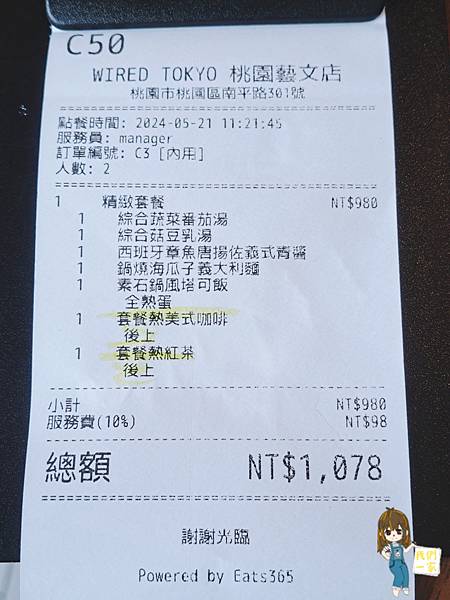 C50
WIRED TOKYO 桃園藝文店
桃園市桃園區南平路301號
點餐時間: 2024-05-21 11:21:45
服務員: manager
訂單編號: C3 [內用]
人數: 2
1 精緻套餐 NT$980
1 綜合蔬菜番茄湯
1 綜合菇豆乳湯
1 西班牙章魚唐揚佐義式青醬
1 鍋燒海瓜子義大利麵
1 素石鍋風塔可飯
全熟蛋
1 套餐熱美式咖啡
後上
1 套餐熱紅茶
後上
小計 NT$980
服務費(10%) NT$98
總額 NT$1,078
謝謝光臨
Powered by Eats365
我們
一家